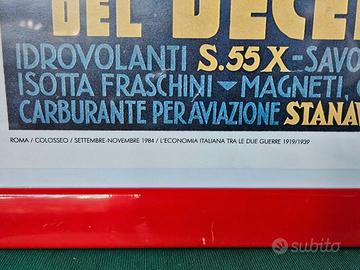 DEL DECE
IDROVOLANTI S.55 X-SAVO
ISOTTA FRASCHINI MAGNETI, C
CARBURANTE PER AVIAZIONE STANAV
ROMA / COLOSSEO / SETTEMBRE-NOVEMBRE 1984 / L'ECONOMIA ITALIANA TRA LE DUE GUERRE 1919/1939
subito